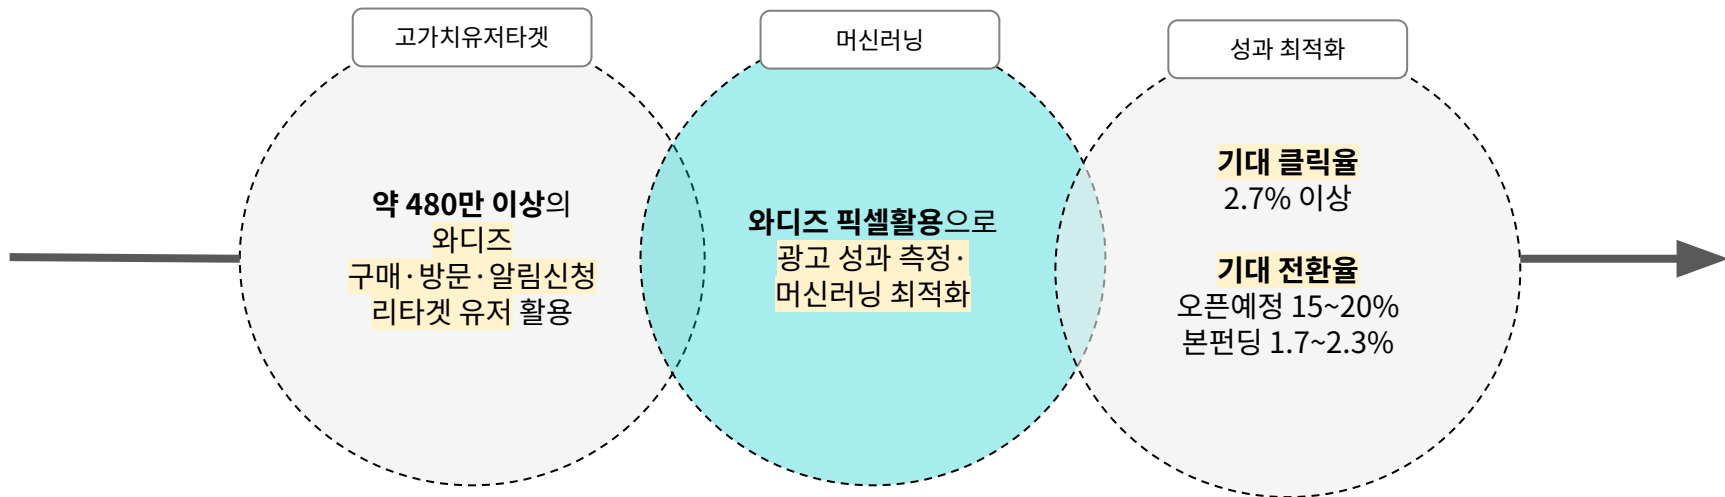 고가치유저타겟
약 480만 이상의
와디즈
구매·방문·알림신청
리타겟 유저 활용
머신러닝
와디즈 픽셀활용으로
광고 성과 측정·
머신러닝 최적화
성과 최적화
기대 클릭율
2.7% 이상
기대 전환율
오픈예정 15~20%
본펀딩 1.7~2.3%